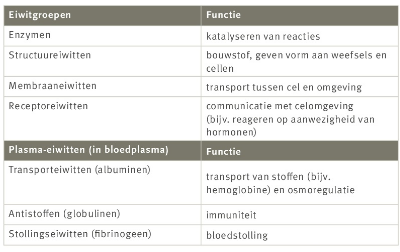 Eiwitgroepen Functie
Enzymen katalyseren van reacties
Structuureiwitten bouwstof, geven vorm aan weefsels en
cellen
Membraaneiwitten transport tussen cel en omgeving
Receptoreiwitten communicatie met celomgeving
(bijv. reageren op aanwezigheid van
hormonen)
Plasma-eiwitten (in bloedplasma) Functie
Transporteiwitten (albuminen) transport van stoffen (bijv.
hemoglobine) en osmoregulatie
Antistoffen (globulinen) immuniteit
Stollingseiwitten (fibrinogeen) bloedstolling